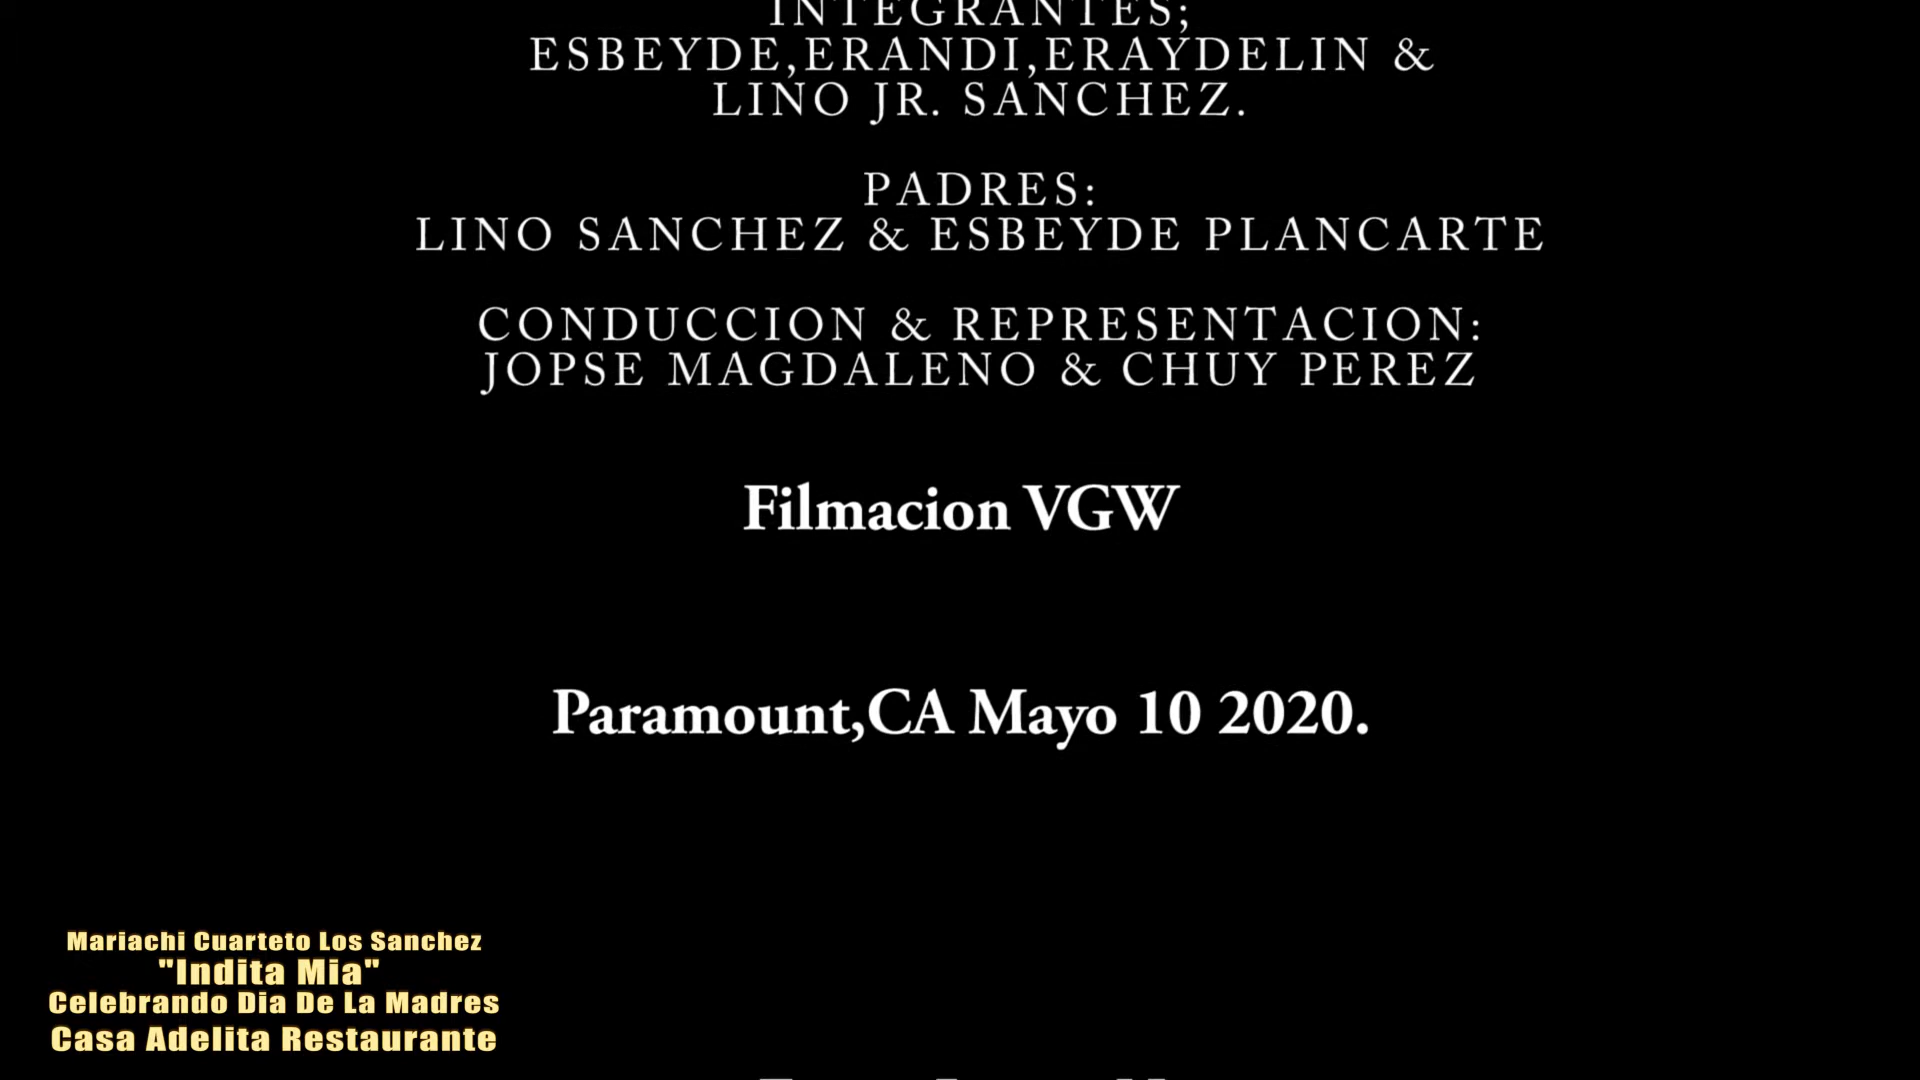 INTEGRANTES;
ESBEYDE,ERANDI,ERAYDELIN &
LINO JR. SANCHEZ.
PADRES:
LINO SANCHEZ & ESBEYDE PLANCARTE
CONDUCCION & REPRESENTACION:
JOPSE MAGDALENO & CHUY PEREZ
Filmacion VGW
Paramount,CA Mayo 10 2020.
Mariachi Cuarteto Los Sanchez
"Indita Mia"
Celebrando Dia De La Madres
Casa Adelita Restaurante